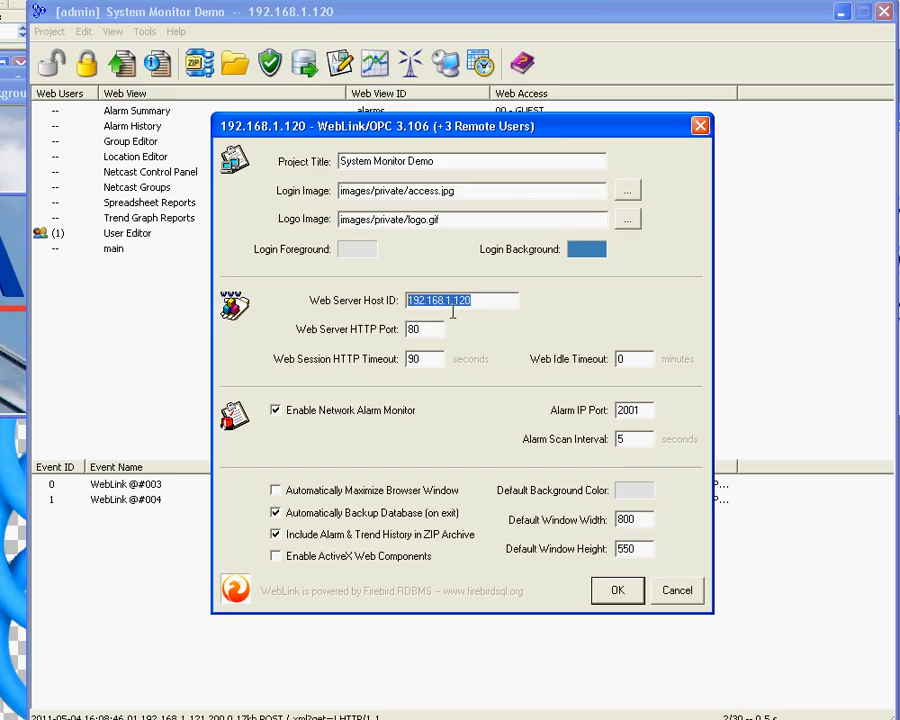 [admin] System Monitor Demo -- 192.168.1.120
Project Edit View Tools Help
ZIP
Web Users Web View Web View ID Web Access
-- Alarm Summary alarms 00 - GUEST
-- Alarm History
-- Group Editor
-- Location Editor
-- Netcast Control Panel
-- Netcast Groups
-- Spreadsheet Reports
-- Trend Graph Reports
(1) User Editor
-- main
192.168.1.120 - WebLink/OPC 3.106 (+3 Remote Users)
Project Title: System Monitor Demo
Login Image: images/private/access.jpg ...
Logo Image: images/private/logo.gif ...
Login Foreground: Login Background:
Web Server Host ID: 192.168.1.120
Web Server HTTP Port: 80
Web Session HTTP Timeout: 90 seconds Web Idle Timeout: 0 minutes
Enable Network Alarm Monitor Alarm IP Port: 2001
Alarm Scan Interval: 5 seconds
Automatically Maximize Browser Window Default Background Color:
Automatically Backup Database (on exit) Default Window Width: 800
Include Alarm & Trend History in ZIP Archive
Enable ActiveX Web Components Default Window Height: 550
WebLink is powered by Firebird RDBMS -- www.firebirdsql.org OK Cancel
Event ID Event Name
0 WebLink @#003 P...
1 WebLink @#004 P...
2/30 -- 0.5 s